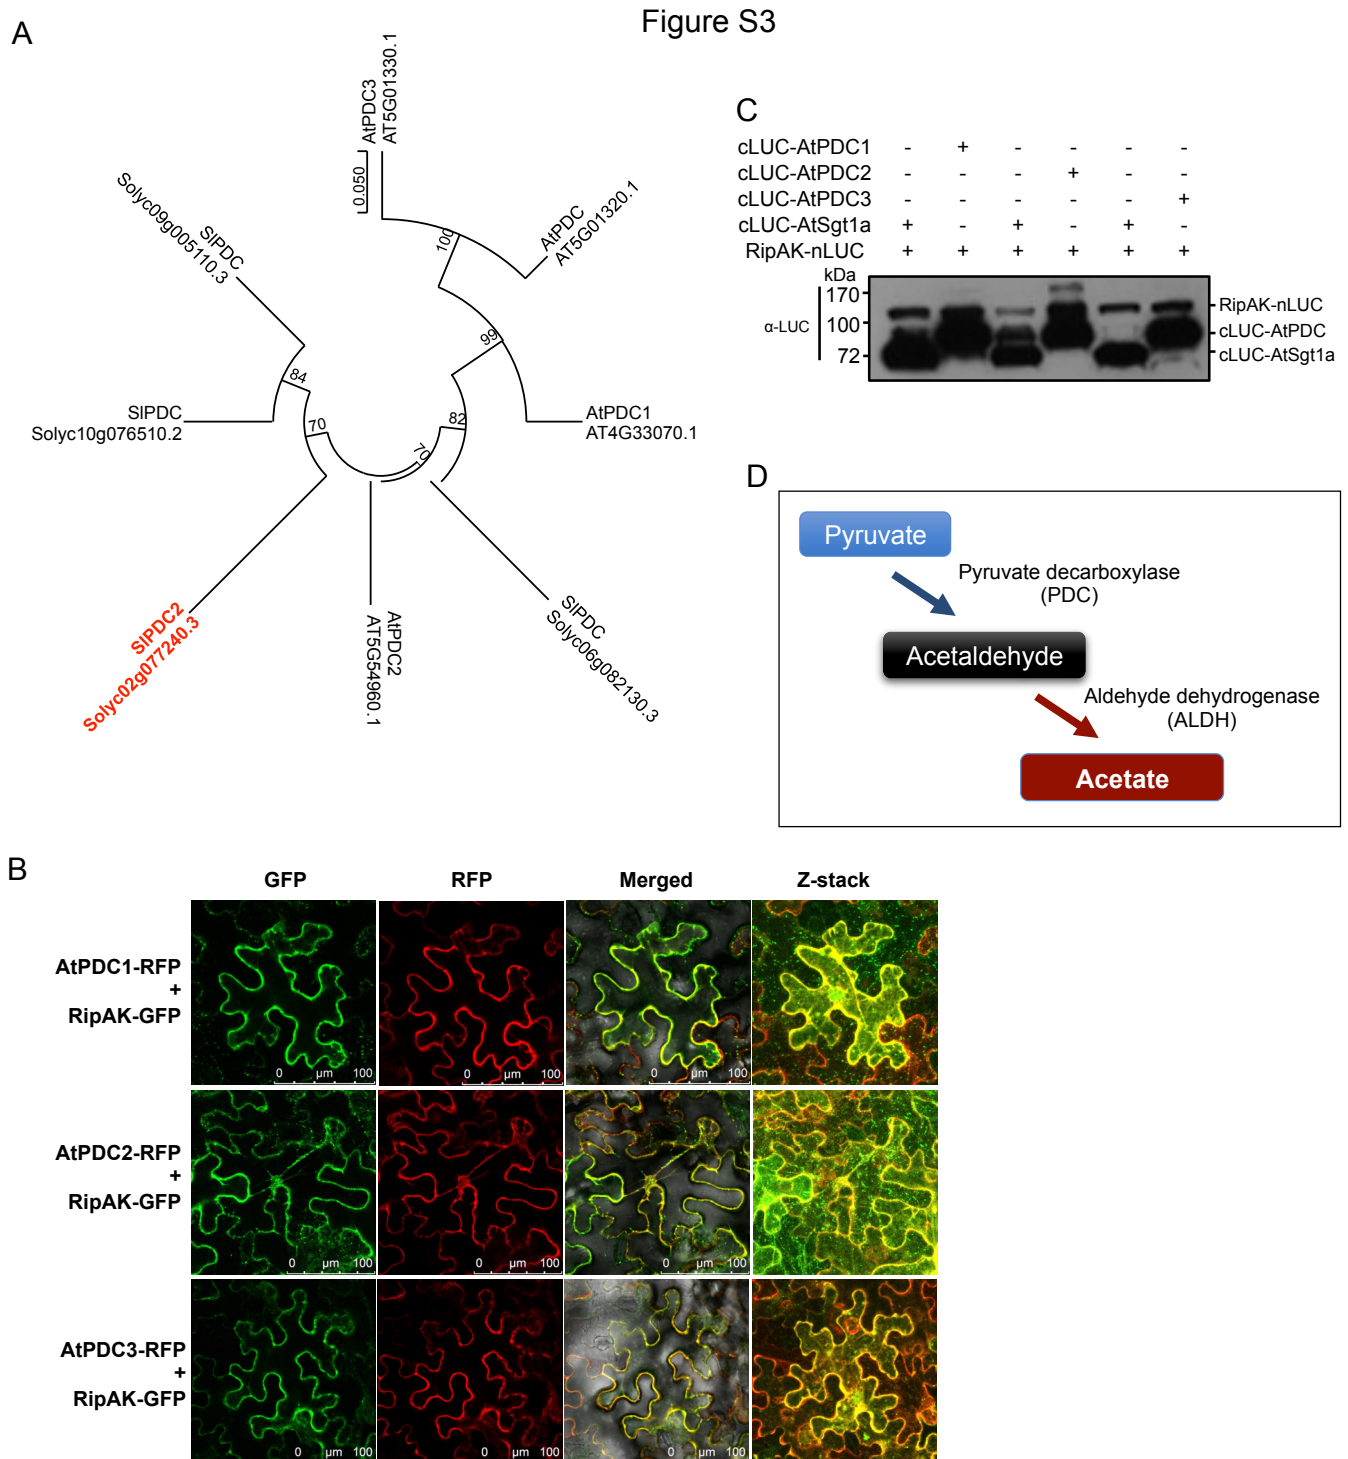 Figure S3
A
AtPDC3
AT5G01330.1
0.050
AtPDC
AT5G01320.1
100
SlPDC
Solyc09g005110.3
99
84
SlPDC
Solyc10g076510.2
70
82
70
AtPDC1
AT4G33070.1
SlPDC2
Solyc02g077240.3
AtPDC2
AT5G54960.1
SlPDC
Solyc06g082130.3
C
cLUC-AtPDC1 - + - - - -
cLUC-AtPDC2 - - - + - -
cLUC-AtPDC3 - - - - - +
cLUC-AtSgt1a + - + - + -
RipAK-nLUC + + + + + +
kDa
170
100
72
α-LUC
RipAK-nLUC
cLUC-AtPDC
cLUC-AtSgt1a
D
Pyruvate
Pyruvate decarboxylase
(PDC)
Acetaldehyde
Aldehyde dehydrogenase
(ALDH)
Acetate
B
GFP RFP Merged Z-stack
AtPDC1-RFP
+
RipAK-GFP
0 µm 100
0 µm 100
0 µm 100
AtPDC2-RFP
+
RipAK-GFP
0 µm 100
0 µm 100
0 µm 100
AtPDC3-RFP
+
RipAK-GFP
0 µm 100
0 µm 100
0 µm 100